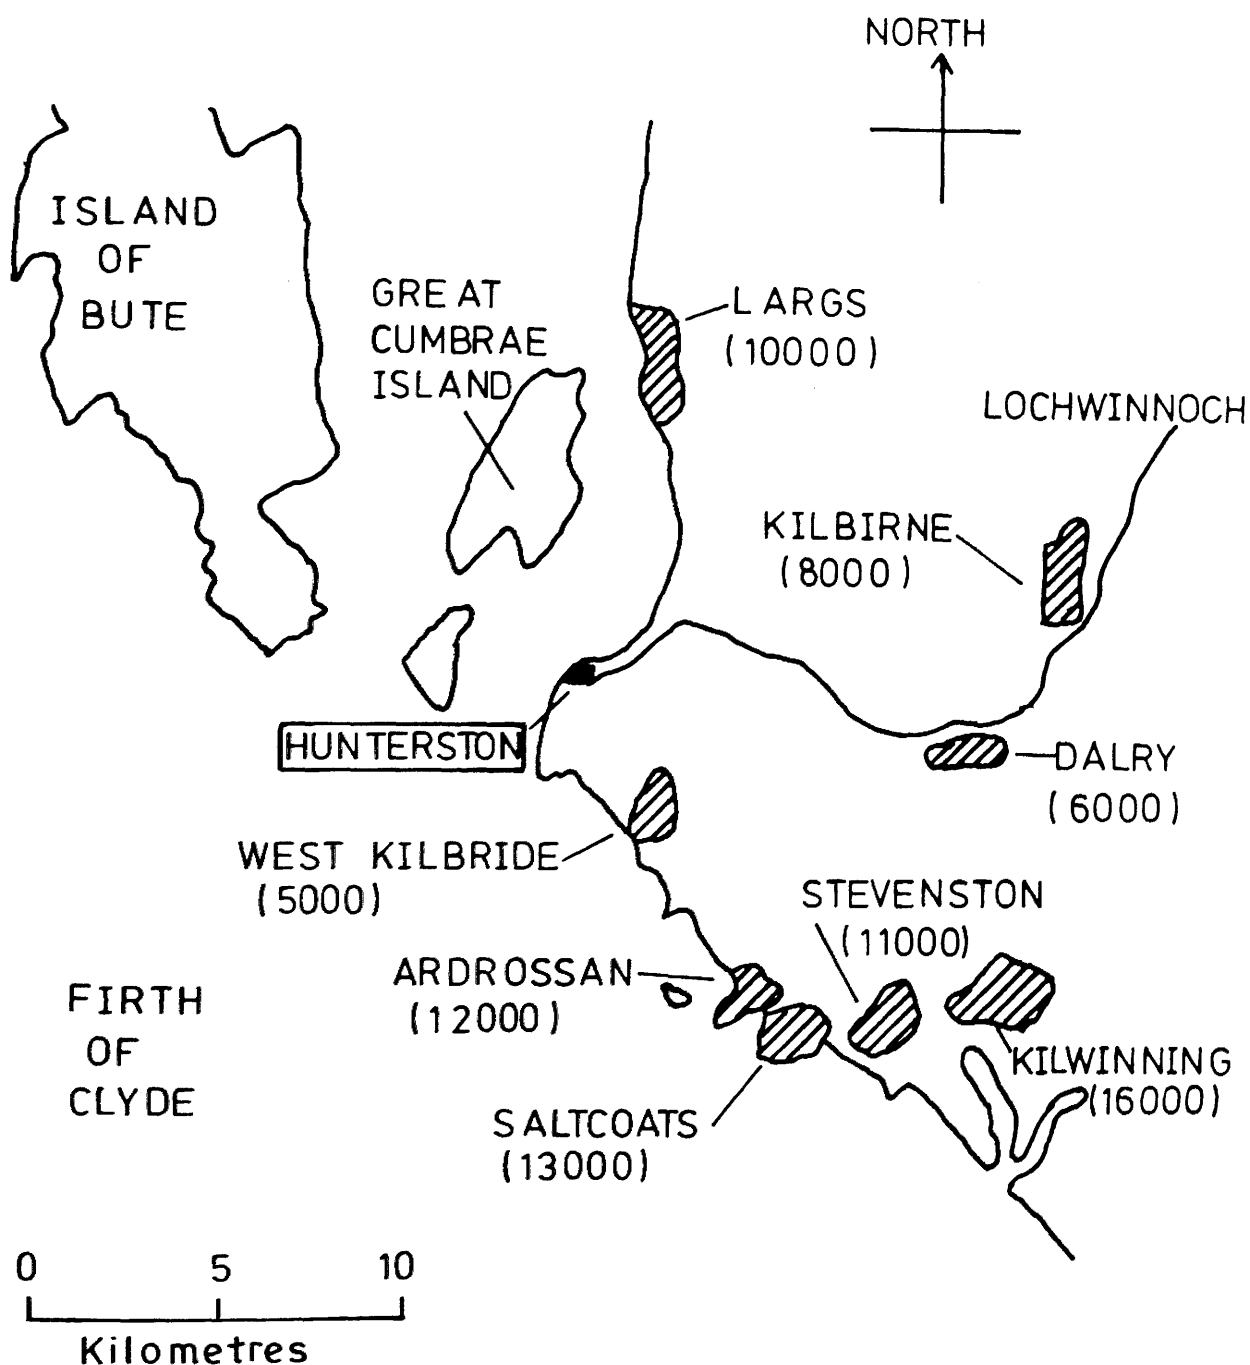 NORTH
ISLAND
OF
BUTE
GREAT
CUMBRAE
ISLAND
LARGS
(10000)
LOCHWINNOCH
KILBIRNE
(8000)
HUNTERSTON
DALRY
(6000)
WEST KILBRIDE
(5000)
STEVENSTON
(11000)
ARDROSSAN
(12000)
FIRTH
OF
CLYDE
KILWINNING
(16000)
SALTCOATS
(13000)
0 5 10
Kilometres